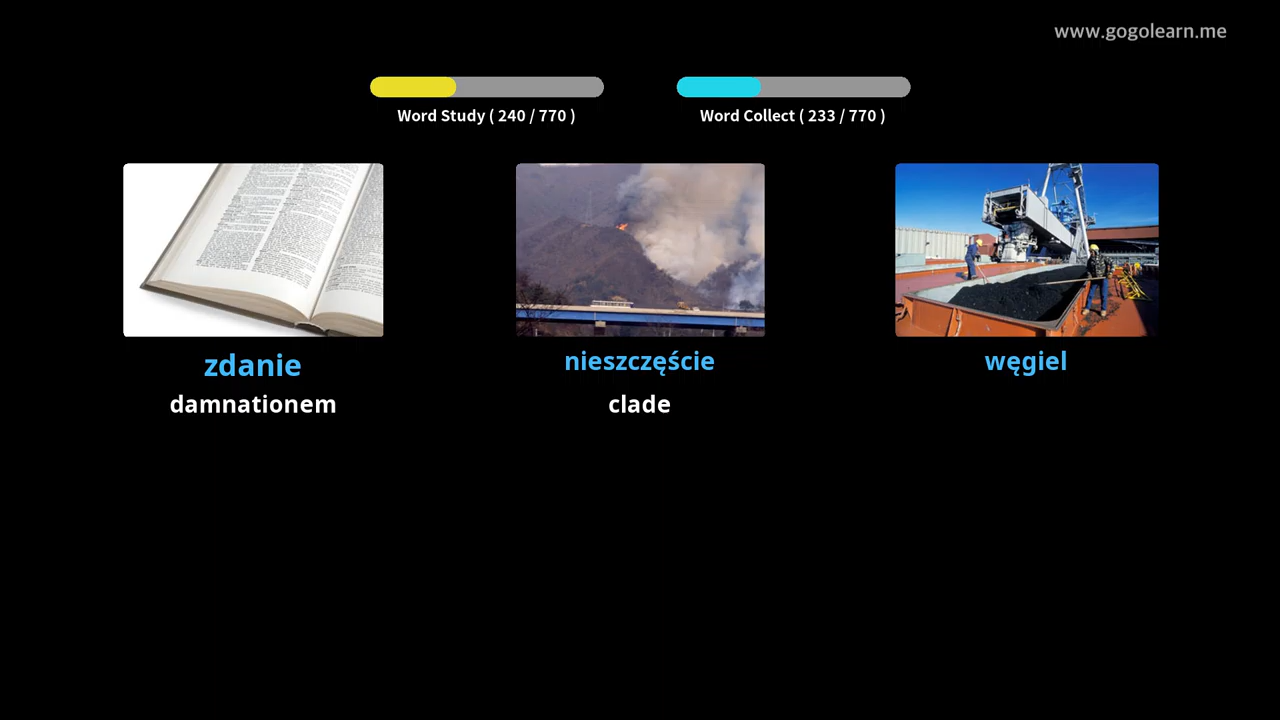 www.gogolearn.me
Word Study ( 240 / 770 )
Word Collect ( 233 / 770 )
zdanie
nieszczęście
węgiel
damnationem
clade